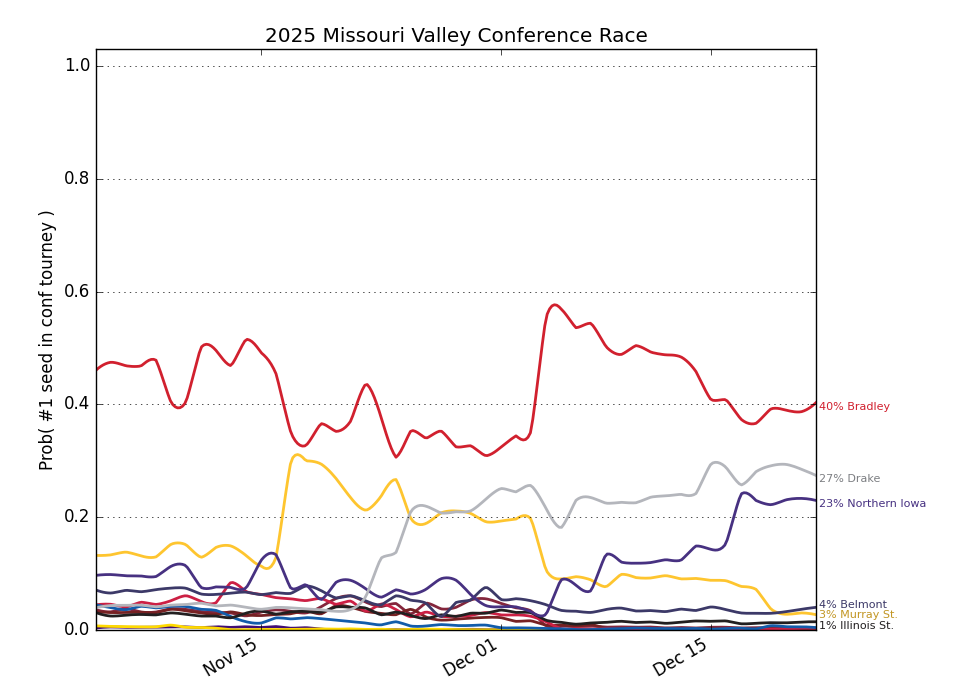 2025 Missouri Valley Conference Race
Prob( #1 seed in conf tourney )
1.0
0.8
0.6
0.4
0.2
0.0
40% Bradley
27% Drake
23% Northern Iowa
4% Belmont
3% Murray St.
1% Illinois St.
Nov 15
Dec 01
Dec 15